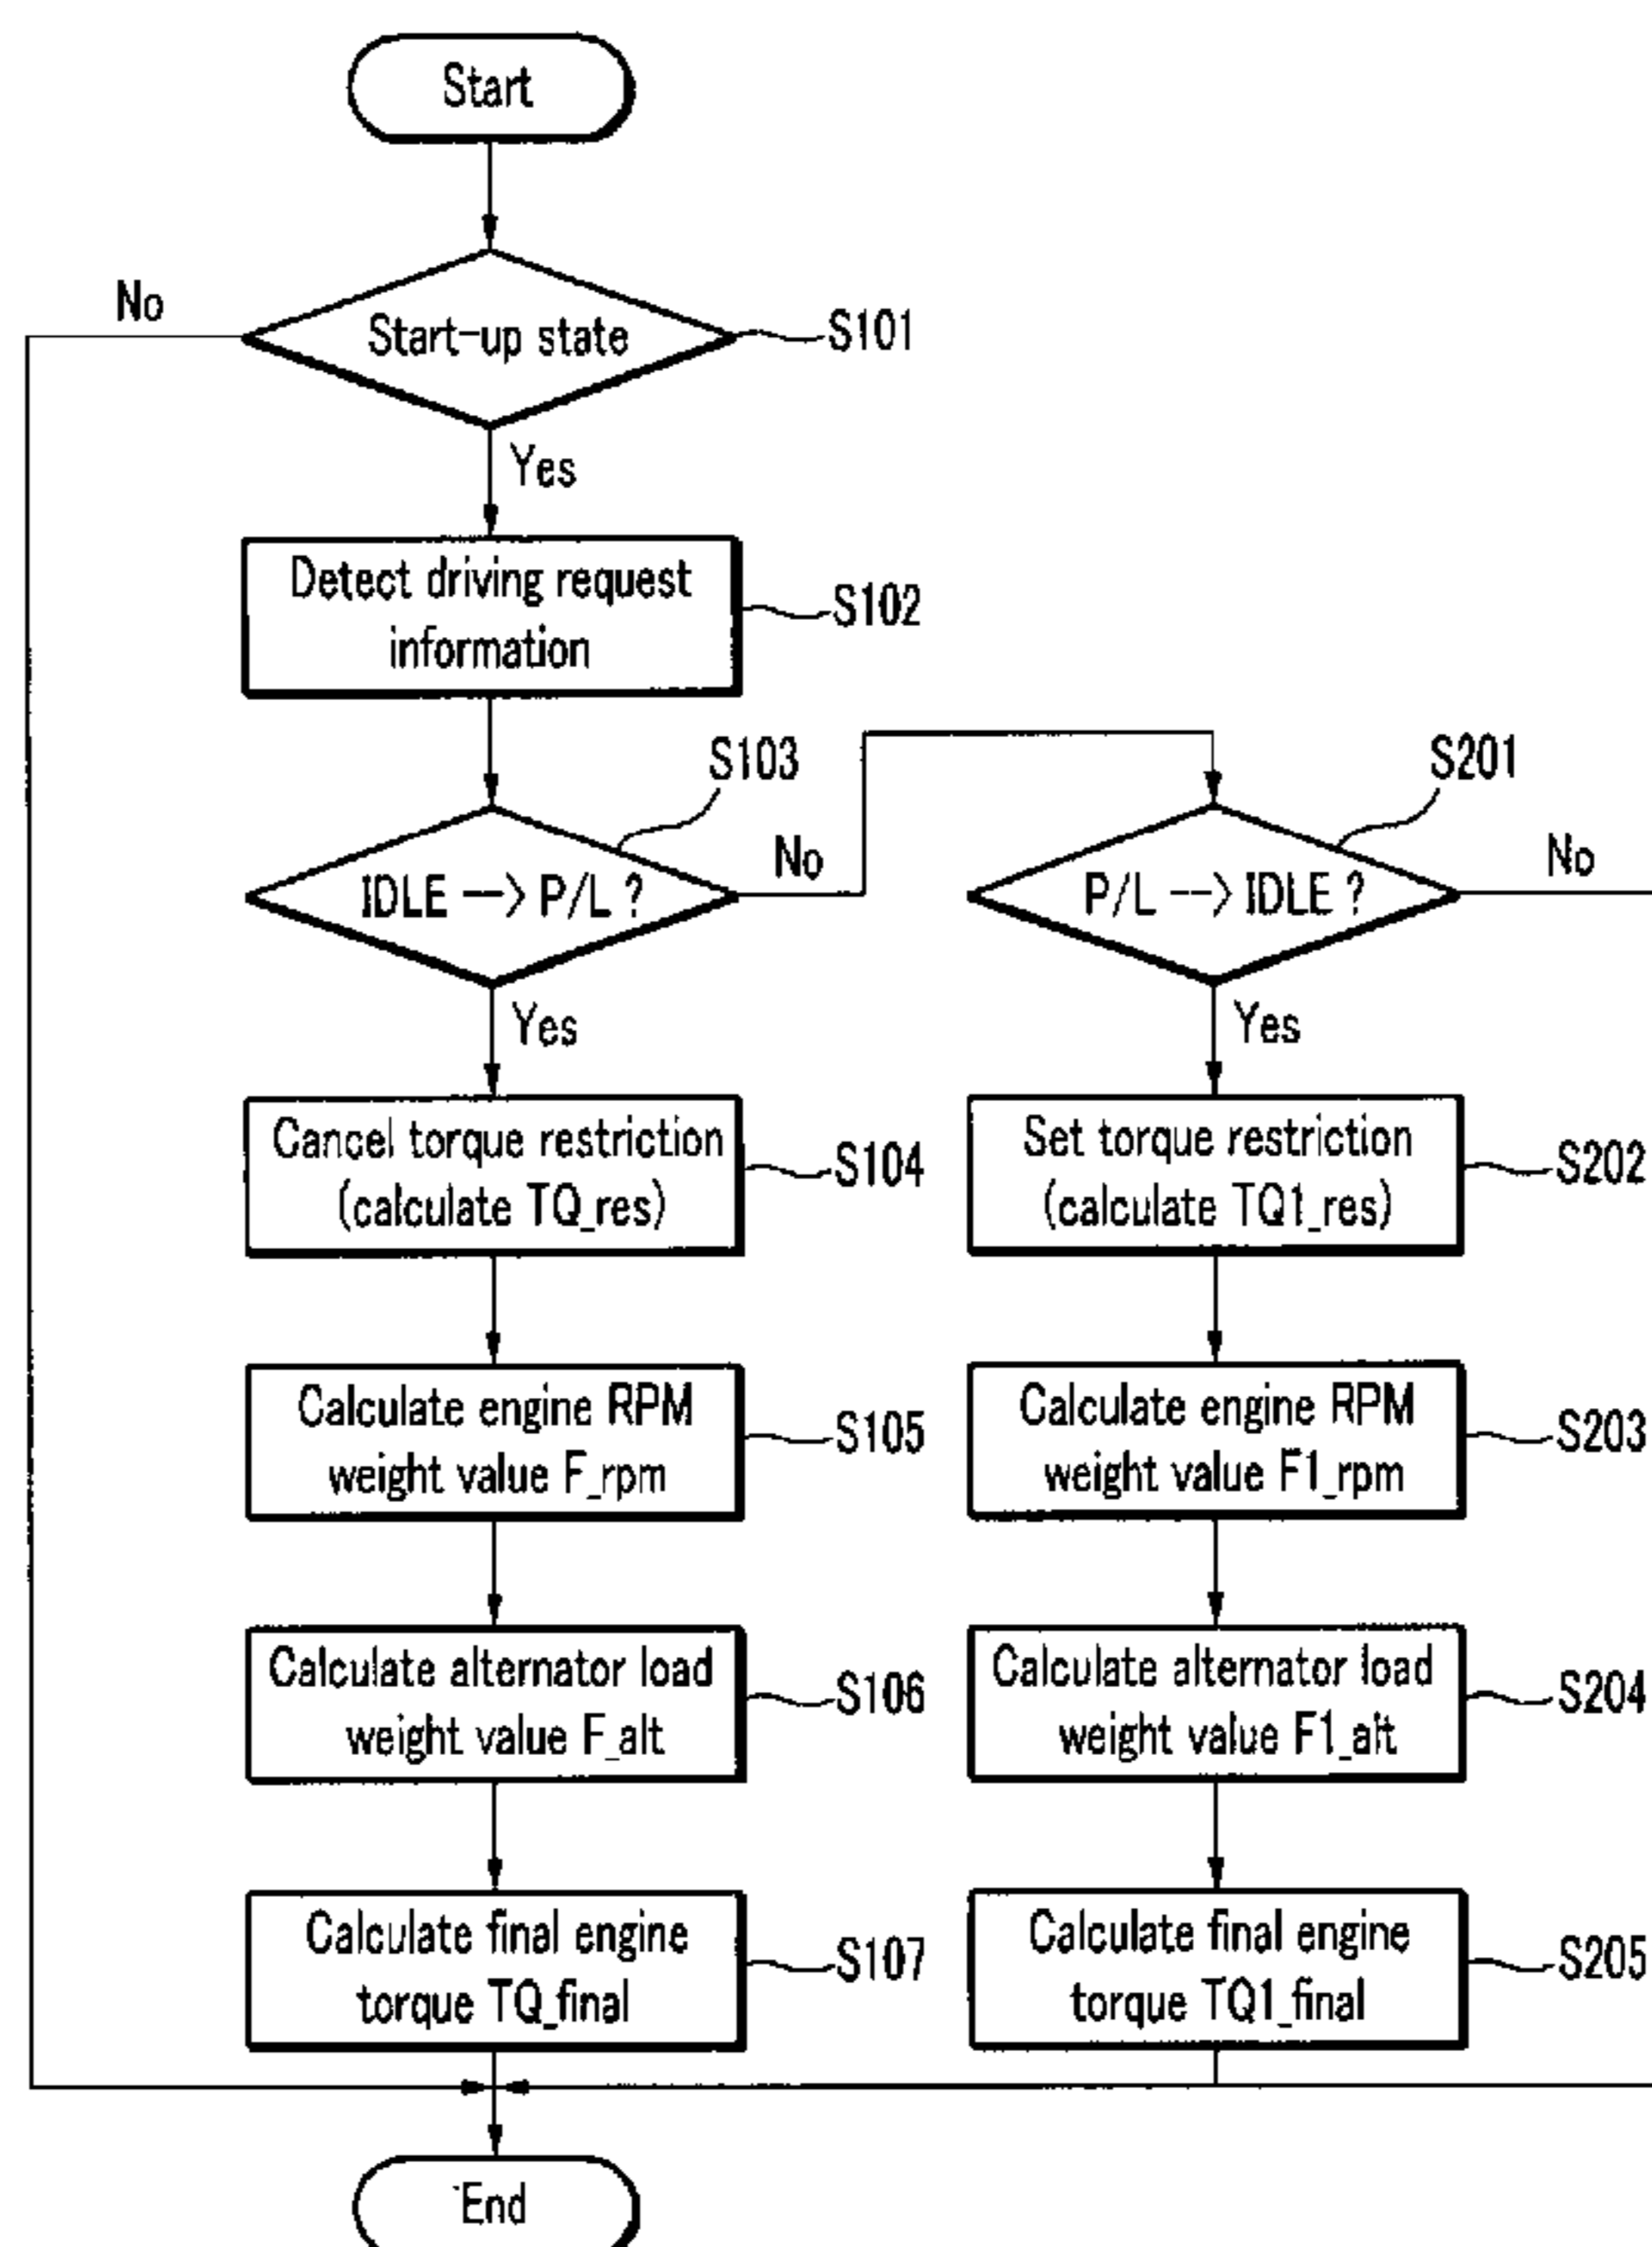 Start
No
Start-up state
S101
Yes
Detect driving request
information
S102
S103
IDLE --> P/L ?
No
S201
P/L --> IDLE ?
No
Yes
Yes
Cancel torque restriction
(calculate TQ_res)
S104
Set torque restriction
(calculate TQ1_res)
S202
Calculate engine RPM
weight value F_rpm
S105
Calculate engine RPM
weight value F1_rpm
S203
Calculate alternator load
weight value F_alt
S106
Calculate alternator load
weight value F1_alt
S204
Calculate final engine
torque TQ_final
S107
Calculate final engine
torque TQ1_final
S205
End